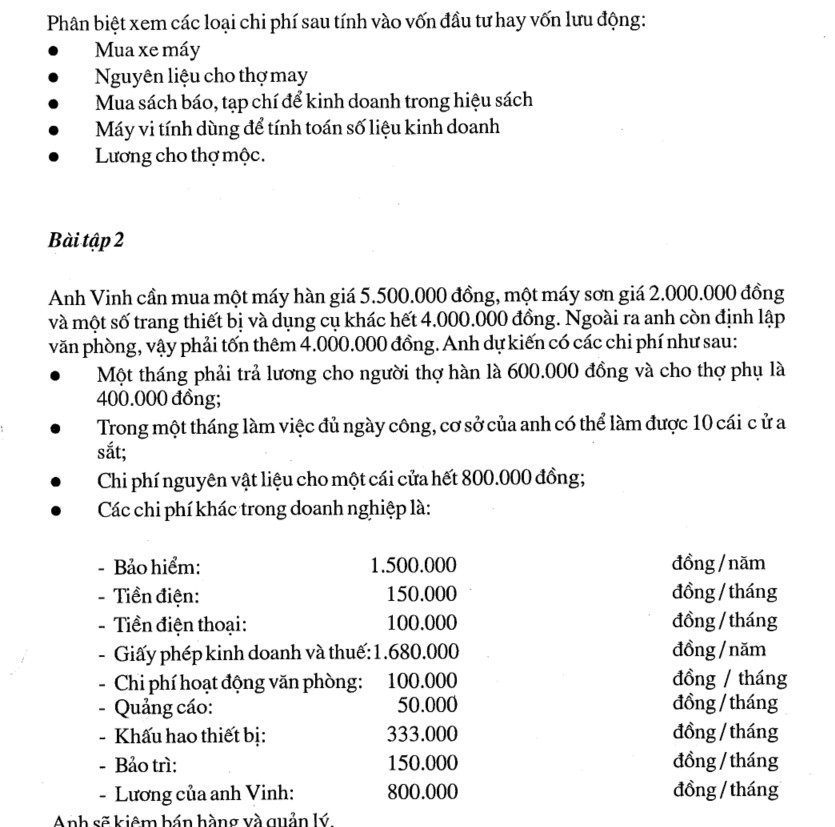 Phân biệt xem các loại chi phí sau tính vào vốn đầu tư hay vốn lưu động:
● Mua xe máy
● Nguyên liệu cho thợ may
● Mua sách báo, tạp chí để kinh doanh trong hiệu sách
● Máy vi tính dùng để tính toán số liệu kinh doanh
● Lương cho thợ mộc.
Bài tập 2
Anh Vinh cần mua một máy hàn giá 5.500.000 đồng, một máy sơn giá 2.000.000 đồng
và một số trang thiết bị và dụng cụ khác hết 4.000.000 đồng. Ngoài ra anh còn định lập
văn phòng, vậy phải tốn thêm 4.000.000 đồng. Anh dự kiến có các chi phí như sau:
● Một tháng phải trả lương cho người thợ hàn là 600.000 đồng và cho thợ phụ là
400.000 đồng;
● Trong một tháng làm việc đủ ngày công, cơ sở của anh có thể làm được 10 cái c ử a
sắt;
● Chi phí nguyên vật liệu cho một cái cửa hết 800.000 đồng;
● Các chi phí khác trong doanh nghiệp là:
- Bảo hiểm: 1.500.000 đồng / năm
- Tiền điện: 150.000 đồng / tháng
- Tiền điện thoại: 100.000 đồng / tháng
- Giấy phép kinh doanh và thuế: 1.680.000 đồng / năm
- Chi phí hoạt động văn phòng: 100.000 đồng / tháng
- Quảng cáo: 50.000 đồng / tháng
- Khấu hao thiết bị: 333.000 đồng / tháng
- Bảo trì: 150.000 đồng / tháng
- Lương của anh Vinh: 800.000 đồng / tháng
Anh sẽ kiêm bán hàng và quản lý.